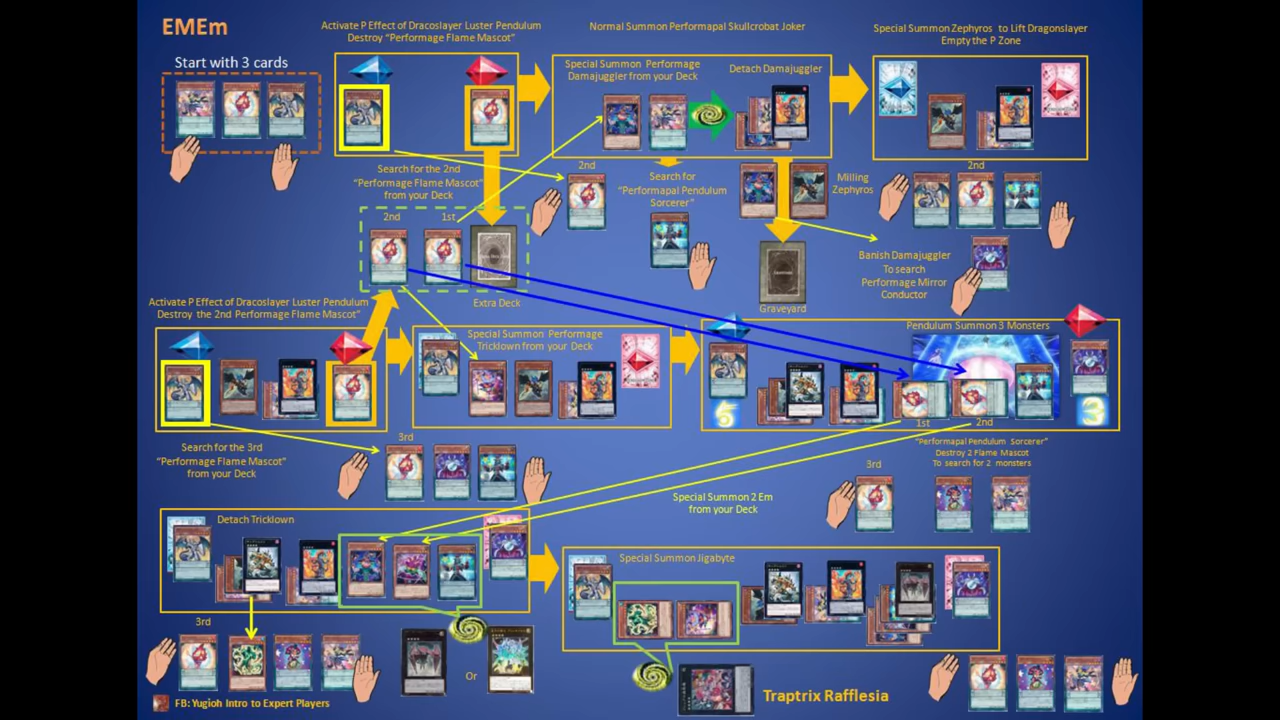 EMEm
Start with 3 cards
Activate P Effect of Dracoslayer Luster Pendulum
Destroy "Performage Flame Mascot"
Normal Summon Performapal Skullcrobat Joker
Special Summon Performage
Damajuggler from your Deck
Detach Damajuggler
Special Summon Zephyros to Lift Dragonslayer
Empty the P Zone
Search for the 2nd
"Performage Flame Mascot"
from your Deck
2nd
Search for
"Performapal Pendulum
Sorcerer"
Milling
Zephyros
2nd
2nd
1st
Extra Deck
Graveyard
Banish Damajuggler
To search
Performage Mirror
Conductor
Activate P Effect of Dracoslayer Luster Pendulum
Destroy the 2nd Performage Flame Mascot"
Special Summon Performage
Tricklown from your Deck
Pendulum Summon 3 Monsters
5
3
1st
2nd
Search for the 3rd
"Performage Flame Mascot"
from your Deck
3rd
"Performapal Pendulum Sorcerer"
Destroy 2 Flame Mascot
To search for 2 monsters
3rd
Special Summon 2 Em
from your Deck
Detach Tricklown
Special Summon Jigabyte
3rd
Or
Traptrix Rafflesia
FB: Yugioh Intro to Expert Players